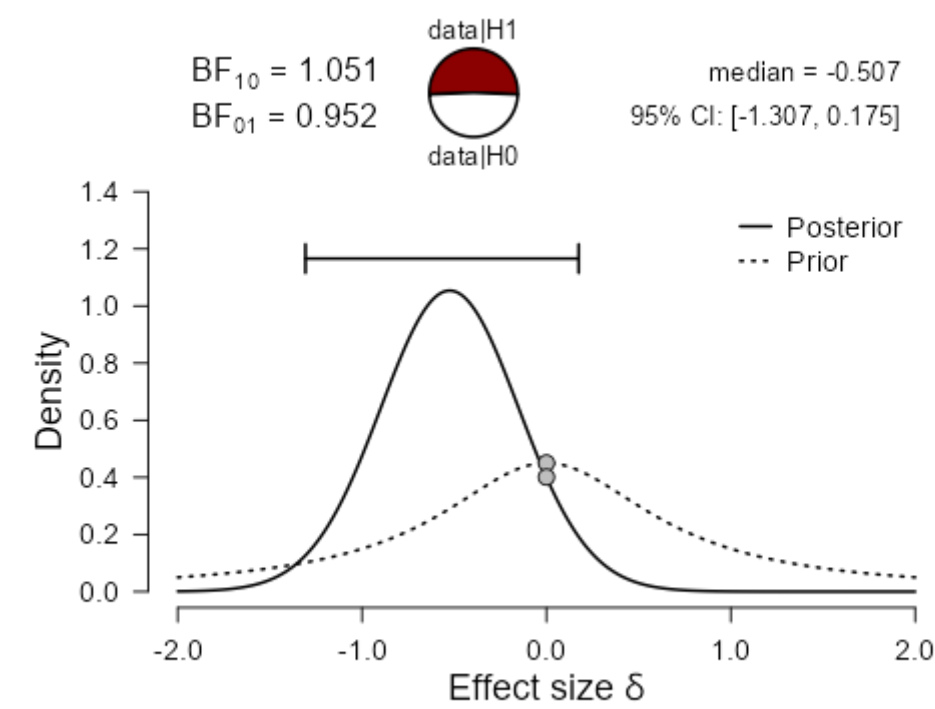 data|H1
BF10 = 1.051
BF01 = 0.952
median = -0.507
95% CI: [-1.307, 0.175]
data|H0
Posterior
Prior
Density
1.4
1.2
1.0
0.8
0.6
0.4
0.2
0.0
-2.0 -1.0 0.0 1.0 2.0
Effect size δ